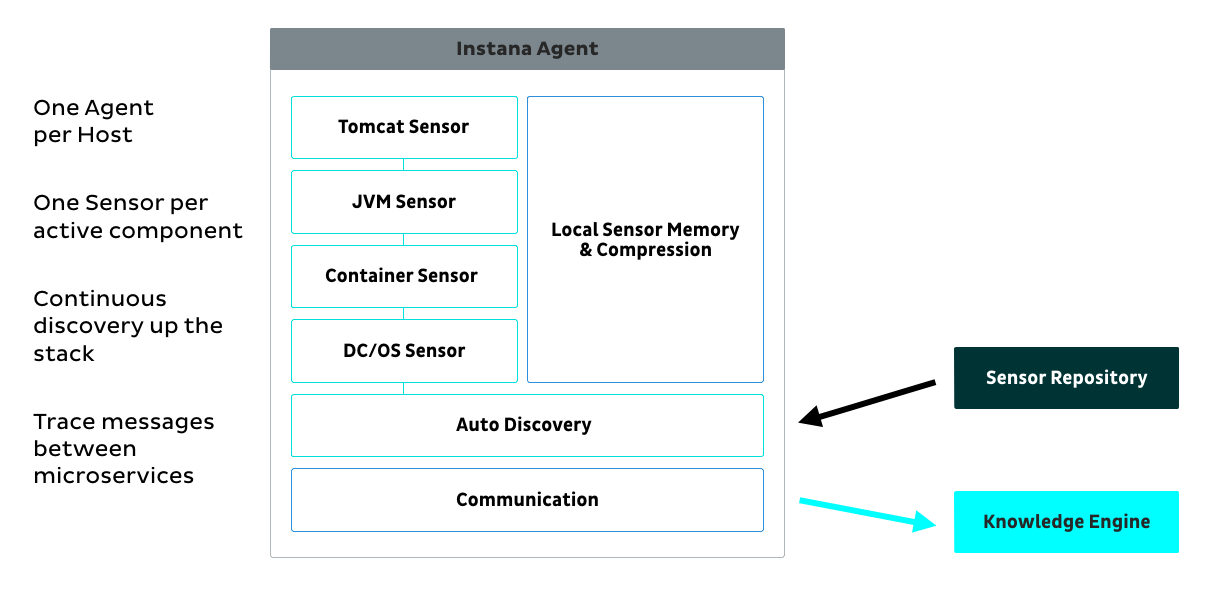 Instana Agent
One Agent
per Host
One Sensor per
active component
Continuous
discovery up the
stack
Trace messages
between
microservices
Tomcat Sensor
JVM Sensor
Container Sensor
DC/OS Sensor
Local Sensor Memory
& Compression
Auto Discovery
Communication
Sensor Repository
Knowledge Engine